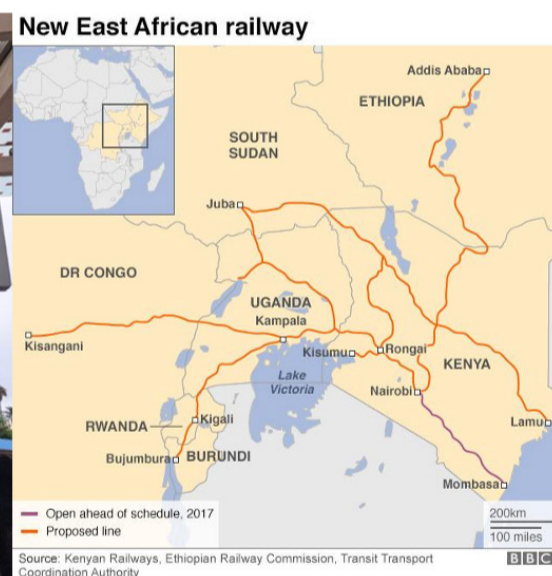 New East African railway
Addis Ababa
ETHIOPIA
SOUTH
SUDAN
Juba
DR CONGO
UGANDA
Kampala
Kisangani
Kisumu
Rongai
KENYA
Lake
Victoria
Nairobi
Kigali
RWANDA
Lamu
Bujumbura
BURUNDI
Mombasa
Open ahead of schedule, 2017
Proposed line
200km
100 miles
Source: Kenyan Railways, Ethiopian Railway Commission, Transit Transport
Coordination Authority
BBC